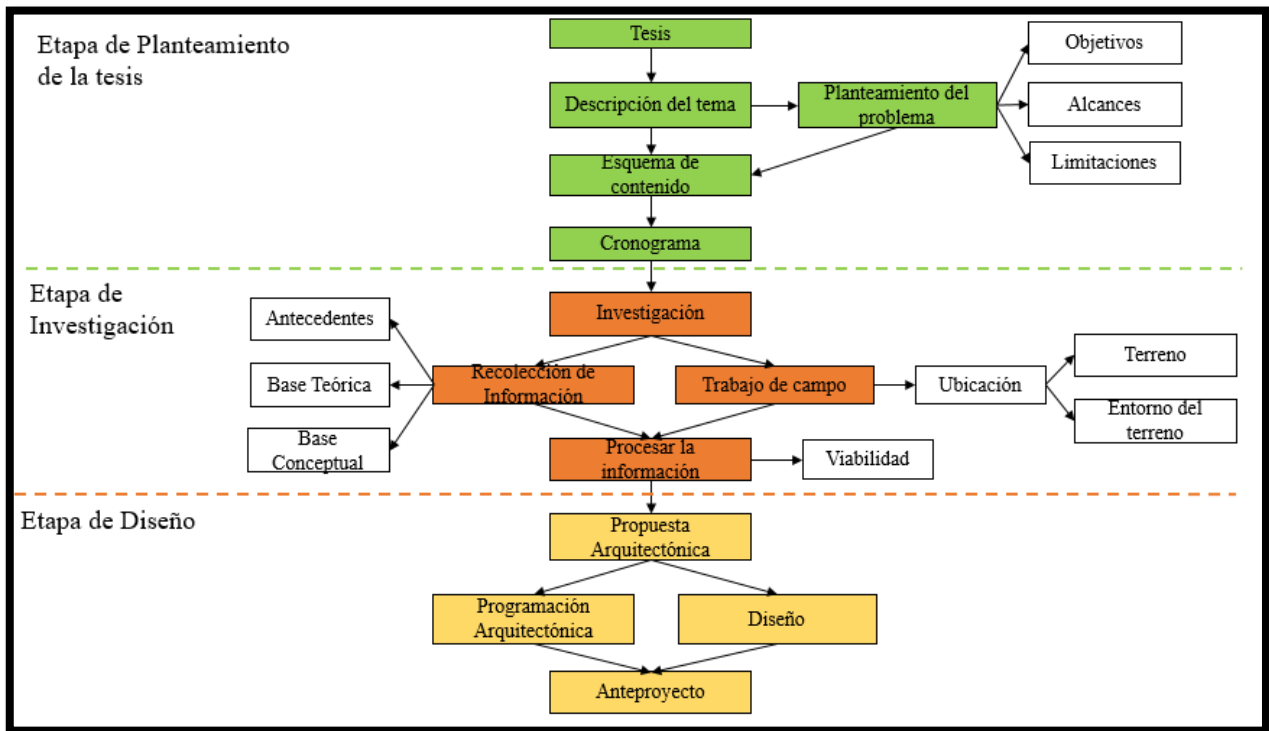 Etapa de Planteamiento
de la tesis
Tesis
Objetivos
Descripción del tema
Planteamiento del
problema
Alcances
Esquema de
contenido
Limitaciones
Cronograma
Etapa de
Investigación
Investigación
Antecedentes
Base Teórica
Base
Conceptual
Recolección de
Información
Trabajo de campo
Ubicación
Terreno
Entorno del
terreno
Procesar la
información
Viabilidad
Etapa de Diseño
Propuesta
Arquitectónica
Programación
Arquitectónica
Diseño
Anteproyecto